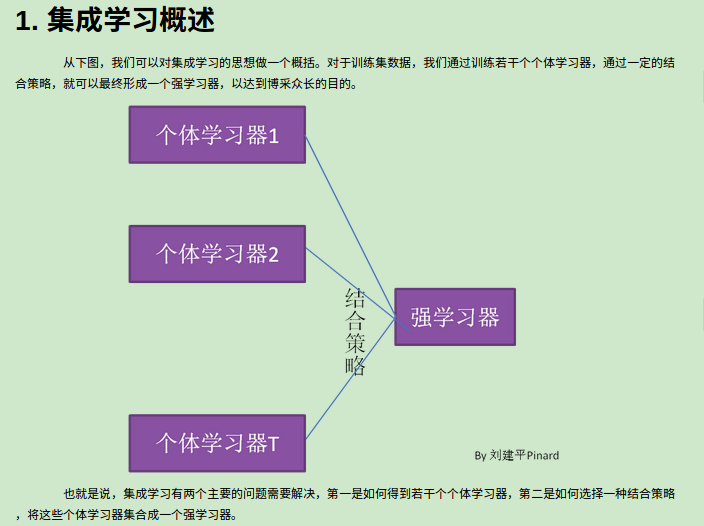 1. 集成学习概述
从下图，我们可以对集成学习的思想做一个概括。对于训练集数据，我们通过训练若干个个体学习器，通过一定的结
合策略，就可以最终形成一个强学习器，以达到博采众长的目的。
个体学习器1
个体学习器2
结合策略
强学习器
个体学习器T
By 刘建平Pinard
也就是说，集成学习有两个主要的问题需要解决，第一是如何得到若干个个体学习器，第二是如何选择一种结合策略
，将这些个体学习器集合成一个强学习器。